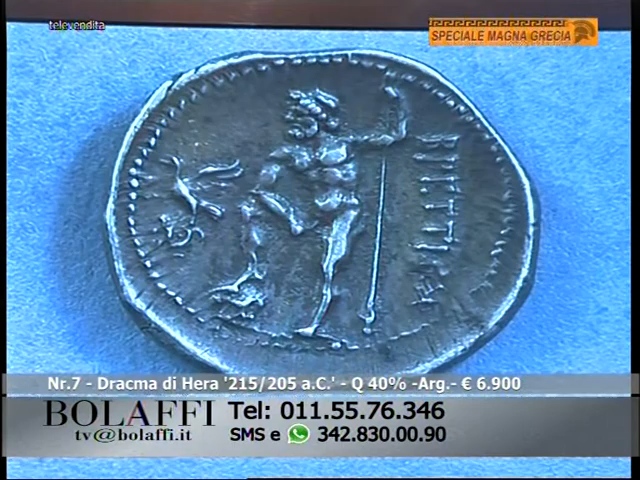 televendita
SPECIALE MAGNA GRECIA
Nr.7 - Dracma di Hera '215/205 a.C.' - Q 40% -Arg.- € 6.900
BOLAFFI
tv@bolaffi.it
Tel: 011.55.76.346
SMS e 342.830.00.90